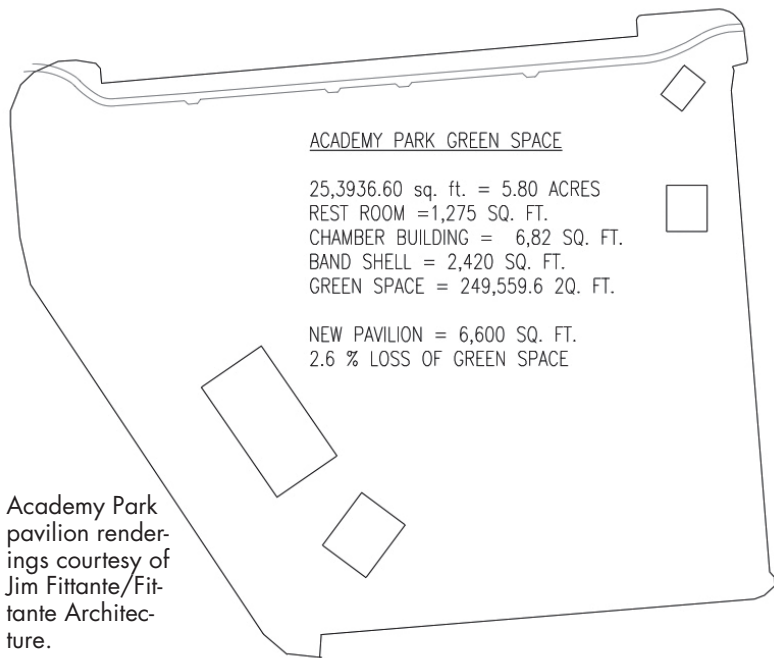 ACADEMY PARK GREEN SPACE
25,3936.60 sq. ft. = 5.80 ACRES
REST ROOM =1,275 SQ. FT.
CHAMBER BUILDING = 6,82 SQ. FT.
BAND SHELL = 2,420 SQ. FT.
GREEN SPACE = 249,559.6 2Q. FT.
NEW PAVILION = 6,600 SQ. FT.
2.6 % LOSS OF GREEN SPACE
Academy Park
pavilion render-
ings courtesy of
Jim Fittante/Fit-
tante Architec-
ture.